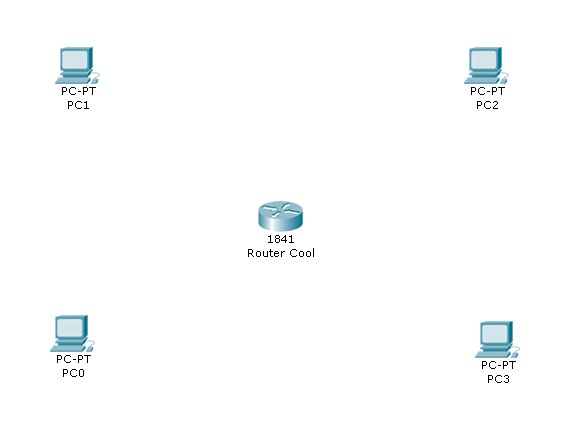 PC-PT
PC1
PC-PT
PC2
1841
Router Cool
PC-PT
PC0
PC-PT
PC3